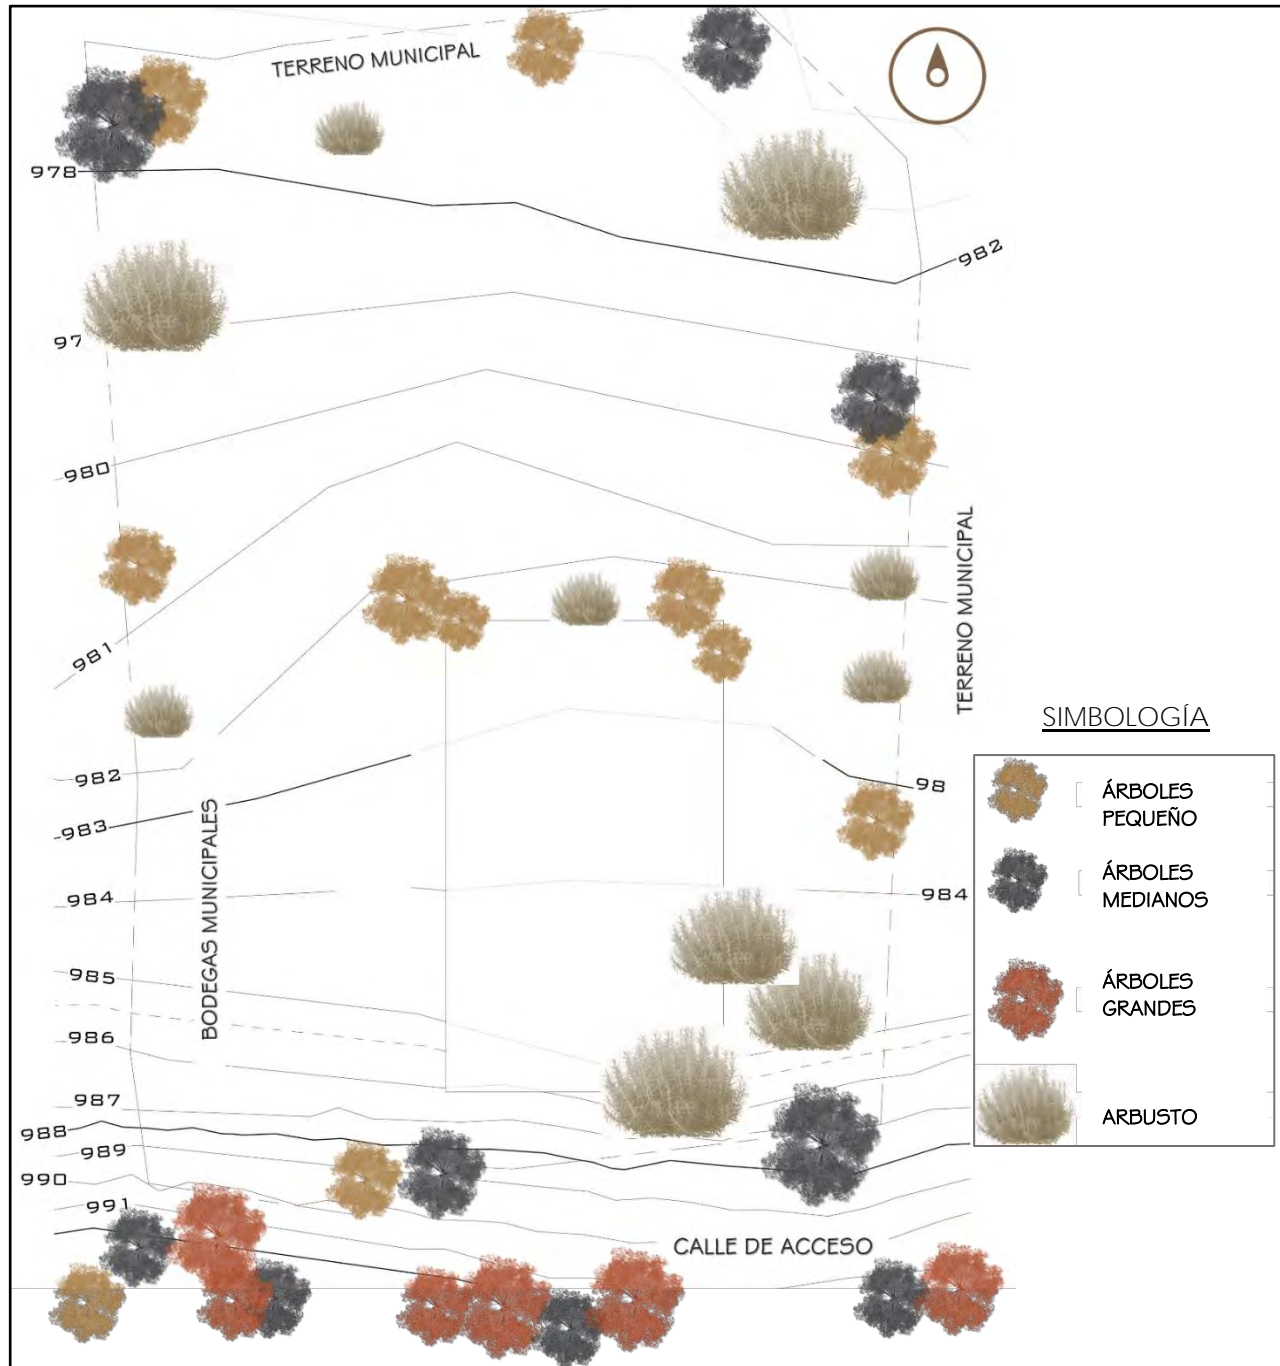 TERRENO MUNICIPAL
978
982
97
980
TERRENO MUNICIPAL
981
SIMBOLOGÍA
982
98
983
BODEGAS MUNICIPALES
984
984
985
986
987
988
989
990
991
CALLE DE ACCESO
ÁRBOLES
PEQUEÑO
ÁRBOLES
MEDIANOS
ÁRBOLES
GRANDES
ARBUSTO